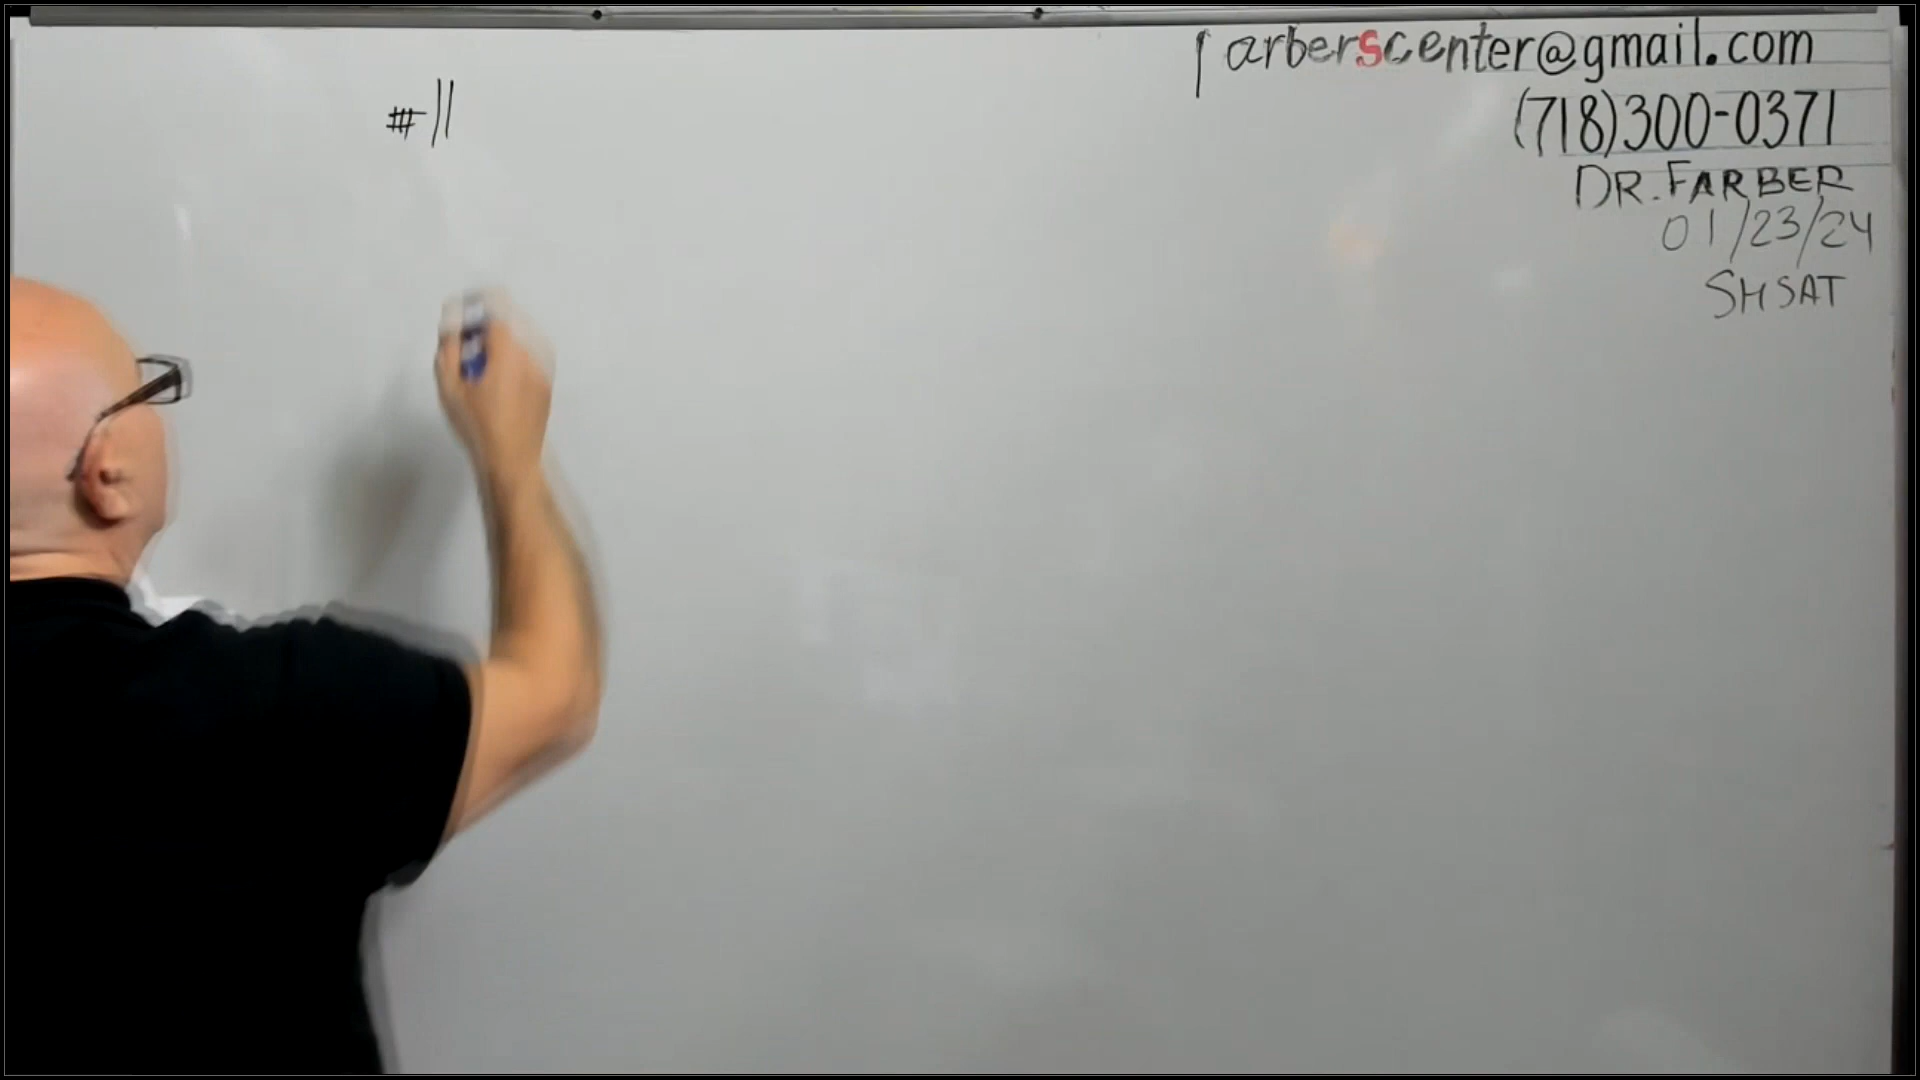 farberscenter@gmail.com
(718)300-0371
DR. FARBER
01/23/24
SHSAT
#11